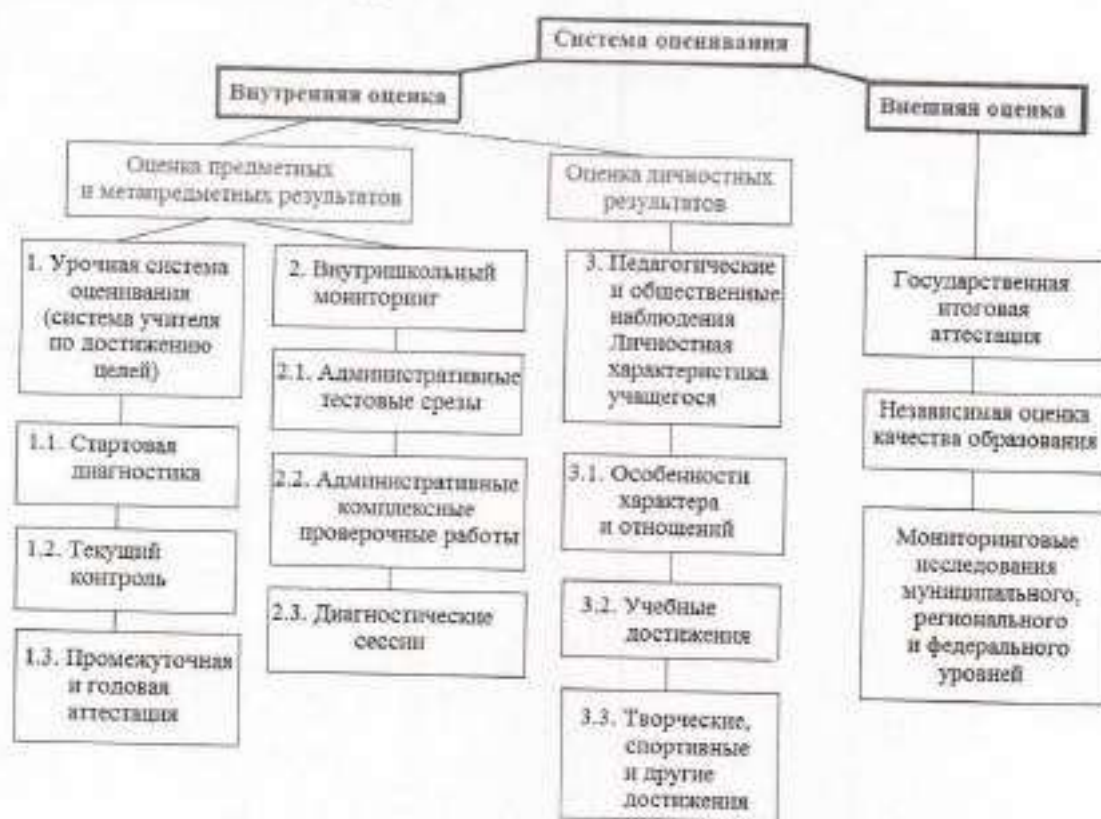 Система оценивания
Внутренняя оценка
Внешняя оценка
Оценка предметных
и метапредметных результатов
Оценка личностных
результатов
1. Урочная система
оценивания
(система учителя
по достижению
целей)
1.1. Стартовая
диагностика
1.2. Текущий
контроль
1.3. Промежуточная
и годовая
аттестация
2. Внутришкольный
мониторинг
2.1. Административные
тестовые срезы
2.2. Административные
комплексные
проверочные работы
2.3. Диагностические
сессии
3. Педагогические
и общественные
наблюдения
Личностная
характеристика
учащегося
3.1. Особенности
характера
и отношений
3.2. Учебные
достижения
3.3. Творческие,
спортивные
и другие
достижения
Государственная
итоговая
аттестация
Независимая оценка
качества образования
Мониторинговые
исследования
муниципального,
регионального
и федерального
уровней